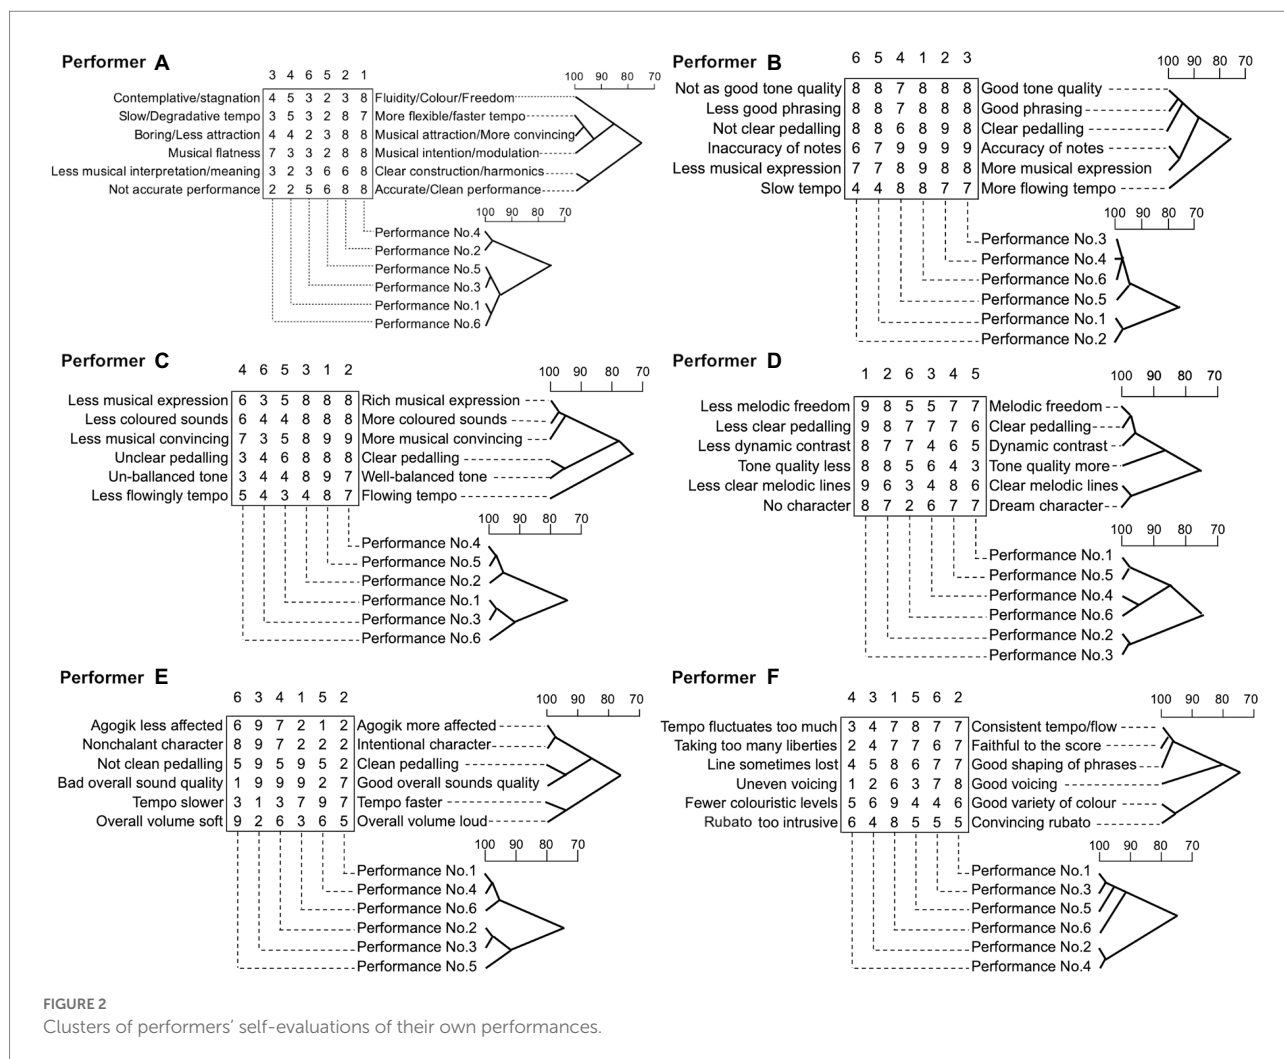 Performer A
3 4 6 5 2 1
100 90 80 70
Contemplative/stagnation 4 5 3 2 3 8 Fluidity/Colour/Freedom
Slow/Degradative tempo 3 5 3 2 8 7 More flexible/faster tempo
Boring/Less attraction 4 4 2 3 8 8 Musical attraction/More convincing
Musical flatness 7 3 3 2 8 8 Musical intention/modulation
Less musical interpretation/meaning 3 2 3 6 6 8 Clear construction/harmonics
Not accurate performance 2 2 5 6 8 8 Accurate/Clean performance
100 90 80 70
Performance No.4
Performance No.2
Performance No.5
Performance No.3
Performance No.1
Performance No.6
Performer B
6 5 4 1 2 3
100 90 80 70
Not as good tone quality 8 8 7 8 8 8 Good tone quality
Less good phrasing 8 8 7 8 8 8 Good phrasing
Not clear pedalling 8 8 6 8 9 8 Clear pedalling
Inaccuracy of notes 6 7 9 9 9 9 Accuracy of notes
Less musical expression 7 7 8 9 8 8 More musical expression
Slow tempo 4 4 8 8 7 7 More flowing tempo
100 90 80 70
Performance No.3
Performance No.4
Performance No.6
Performance No.5
Performance No.1
Performance No.2
Performer C
4 6 5 3 1 2
100 90 80 70
Less musical expression 6 3 5 8 8 8 Rich musical expression
Less coloured sounds 6 4 4 8 8 8 More coloured sounds
Less musical convincing 7 3 5 8 9 9 More musical convincing
Unclear pedalling 3 4 6 8 8 8 Clear pedalling
Un-ballanced tone 3 4 4 8 9 7 Well-balanced tone
Less flowingly tempo 5 4 3 4 8 7 Flowing tempo
100 90 80 70
Performance No.4
Performance No.5
Performance No.2
Performance No.1
Performance No.3
Performance No.6
Performer D
1 2 6 3 4 5
100 90 80 70
Less melodic freedom 9 8 5 5 7 7 Melodic freedom
Less clear pedalling 9 8 7 7 7 6 Clear pedalling
Less dynamic contrast 8 7 7 4 6 5 Dynamic contrast
Tone quality less 8 8 5 6 4 3 Tone quality more
Less clear melodic lines 9 6 3 4 8 6 Clear melodic lines
No character 8 7 2 6 7 7 Dream character
100 90 80 70
Performance No.1
Performance No.5
Performance No.4
Performance No.6
Performance No.2
Performance No.3
Performer E
6 3 4 1 5 2
100 90 80 70
Agogik less affected 6 9 7 2 1 2 Agogik more affected
Nonchalant character 8 9 7 2 2 2 Intentional character
Not clean pedalling 5 9 5 9 5 2 Clean pedalling
Bad overall sound quality 1 9 9 9 2 7 Good overall sounds quality
Tempo slower 3 1 3 7 9 7 Tempo faster
Overall volume soft 9 2 6 3 6 5 Overall volume loud
100 90 80 70
Performance No.1
Performance No.4
Performance No.6
Performance No.2
Performance No.3
Performance No.5
Performer F
4 3 1 5 6 2
100 90 80 70
Tempo fluctuates too much 3 4 7 8 7 7 Consistent tempo/flow
Taking too many liberties 2 4 7 7 6 7 Faithful to the score
Line sometimes lost 4 5 8 6 7 7 Good shaping of phrases
Uneven voicing 1 2 6 3 7 8 Good voicing
Fewer colouristic levels 5 6 9 4 4 6 Good variety of colour
Rubato too intrusive 6 4 8 5 5 5 Convincing rubato
100 90 80 70
Performance No.1
Performance No.3
Performance No.5
Performance No.6
Performance No.2
Performance No.4
FIGURE 2
Clusters of performers' self-evaluations of their own performances.